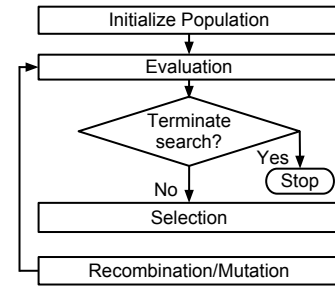 Initialize Population
Evaluation
Terminate
search?
Yes
Stop
No
Selection
Recombination/Mutation